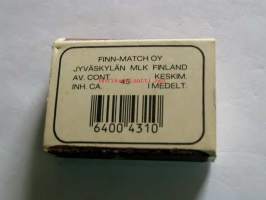 FINN-MATCH OY
JYVÄSKYLÄN MLK FINLAND
AV. CONT. KESKIM.
45
INH. CA. I MEDELT.
6400 4310